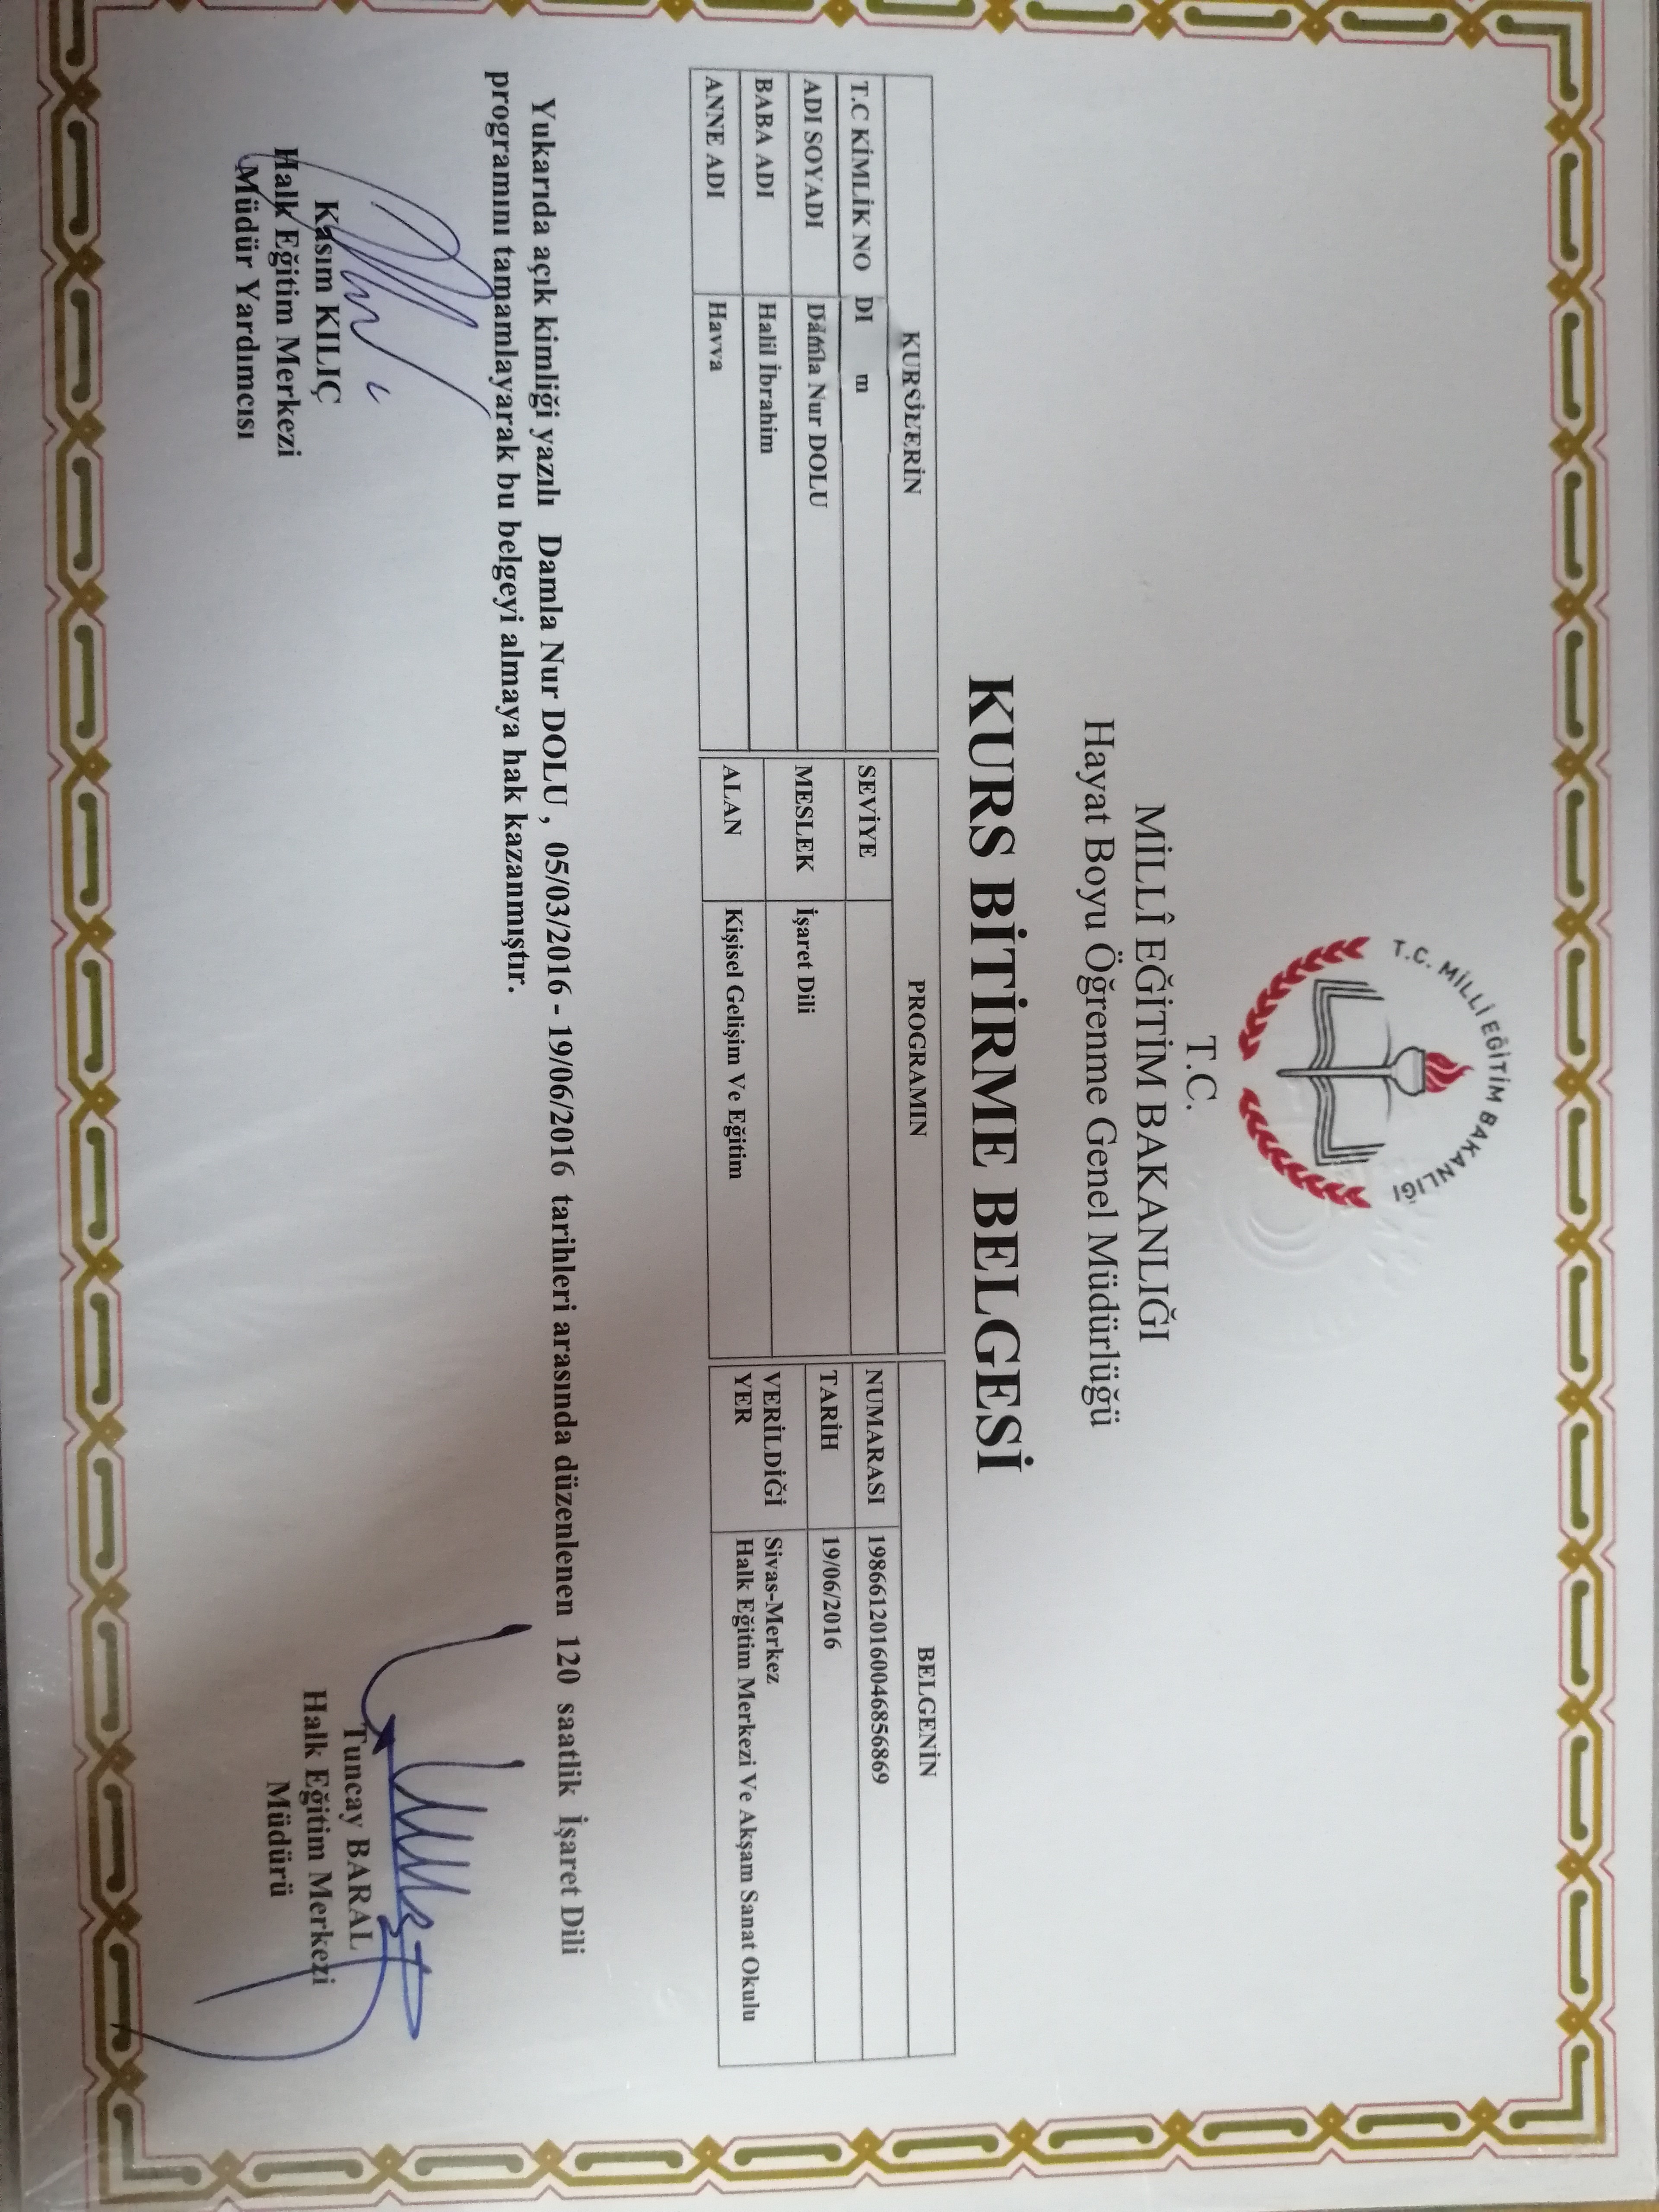 T.C. MİLLİ EĞİTİM BAKANLIĞI
T.C.
MİLLÎ EĞİTİM BAKANLIĞI
Hayat Boyu Öğrenme Genel Müdürlüğü
KURS BİTİRME BELGESİ
PROGRAMIN
BELGENİN
T.C KİMLİK NO DI m
ADI SOYADI Damla Nur DOLU
BABA ADI Halil İbrahim
ANNE ADI Havva
SEVİYE
MESLEK İşaret Dili
ALAN Kişisel Gelişim Ve Eğitim
NUMARASI 1986612016004685​6869
TARİH 19/06/2016
VERİLDİĞİ YER Sivas-Merkez
Halk Eğitim Merkezi Ve Akşam Sanat Okulu
Yukarıda açık kimliği yazılı Damla Nur DOLU , 05/03/2016 - 19/06/2016 tarihleri arasında düzenlenen 120 saatlik İşaret Dili
programını tamamlayarak bu belgeyi almaya hak kazanmıştır.
Kasım KILIÇ
Halk Eğitim Merkezi
Müdür Yardımcısı
Tuncay BARAL
Halk Eğitim Merkezi
Müdürü